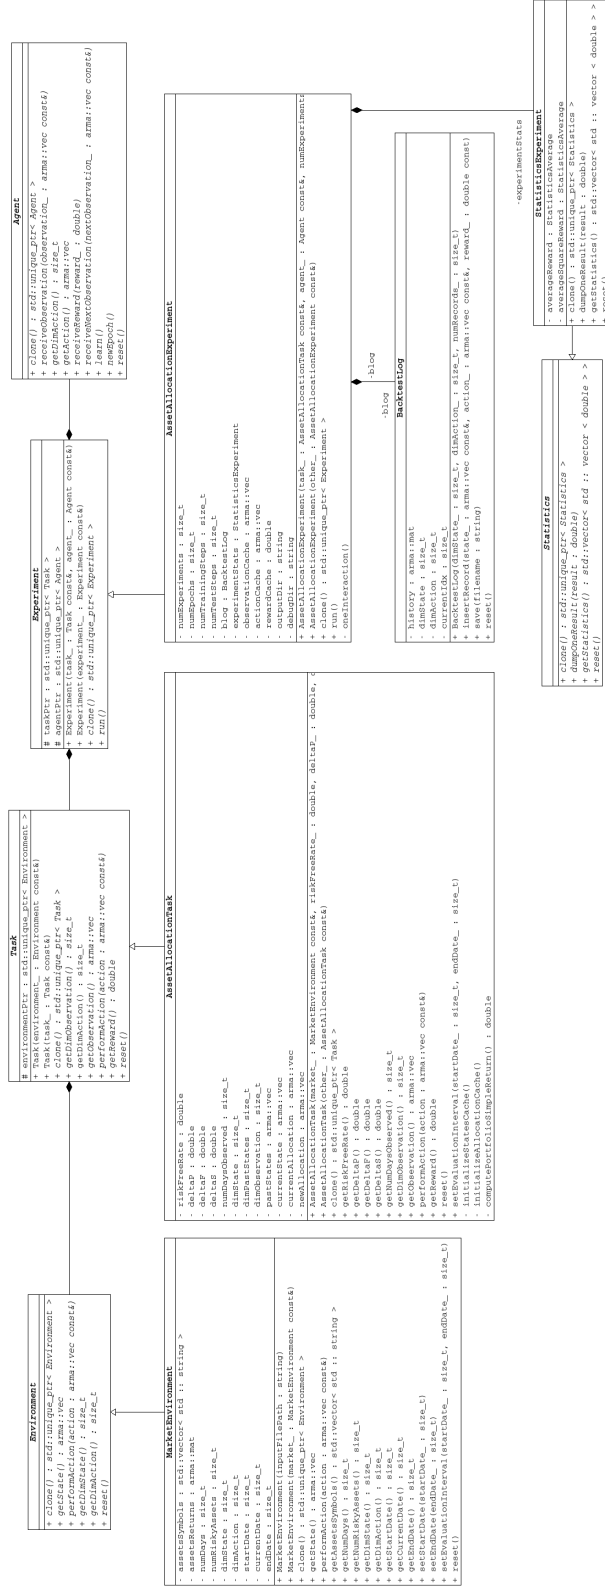 Environment
+ clone() : std::unique_ptr< Environment >
+ getState() : arma::vec
+ performAction(action : arma::vec const&)
+ getDimState() : size_t
+ getDimAction() : size_t
+ reset()
Task
# environmentPtr : std::unique_ptr< Environment >
+ Task(environment_ : Environment const&)
+ Task(task_ : Task const&)
+ clone() : std::unique_ptr< Task >
+ getDimObservation() : size_t
+ getDimAction() : size_t
+ getObservation() : arma::vec
+ performAction(action : arma::vec const&)
+ getReward() : double
+ reset()
Experiment
# taskPtr : std::unique_ptr< Task >
# agentPtr : std::unique_ptr< Agent >
+ Experiment(task_ : Task const&, agent_ : Agent const&)
+ Experiment(experiment_ : Experiment const&)
+ clone() : std::unique_ptr< Experiment >
+ run()
Agent
+ clone() : std::unique_ptr< Agent >
+ receiveObservation(observation_ : arma::vec const&)
+ getDimAction() : size_t
+ getAction() : arma::vec
+ receiveReward(reward_ : double)
+ receiveNextObservation(nextObservation_ : arma::vec const&)
+ learn()
+ newEpoch()
+ reset()
MarketEnvironment
- assetsSymbols : std::vector< std :: string >
- assetsReturns : arma::mat
- numDays : size_t
- numRiskyAssets : size_t
- dimState : size_t
- dimAction : size_t
- startDate : size_t
- currentDate : size_t
- endDate : size_t
+ MarketEnvironment(inputFilePath : string)
+ MarketEnvironment(market_ : MarketEnvironment const&)
+ clone() : std::unique_ptr< Environment >
+ getState() : arma::vec
+ performAction(action : arma::vec const&)
+ getAssetsSymbols() : std::vector< std :: string >
+ getNumDays() : size_t
+ getNumRiskyAssets() : size_t
+ getDimState() : size_t
+ getDimAction() : size_t
+ getStartDate() : size_t
+ getCurrentDate() : size_t
+ getEndDate() : size_t
+ setStartDate(startDate_ : size_t)
+ setEndDate(endDate_ : size_t)
+ setEvaluationInterval(startDate_ : size_t, endDate_ : size_t)
+ reset()
AssetAllocationTask
- riskFreeRate : double
- deltaP : double
- deltaF : double
- deltaS : double
- numDaysObserved : size_t
- dimState : size_t
- dimPastStates : size_t
- dimObservation : size_t
- pastStates : arma::vec
- currentState : arma::vec
- currentAllocation : arma::vec
- newAllocation : arma::vec
+ AssetAllocationTask(market_ : MarketEnvironment const&, riskFreeRate_ : double, deltaP_ : double, d
+ AssetAllocationTask(other_ : AssetAllocationTask const&)
+ clone() : std::unique_ptr< Task >
+ getRiskFreeRate() : double
+ getDeltaP() : double
+ getDeltaF() : double
+ getDeltaS() : double
+ getNumDaysObserved() : size_t
+ getDimObservation() : size_t
+ getObservation() : arma::vec
+ performAction(action : arma::vec const&)
+ getReward() : double
+ reset()
+ setEvaluationInterval(startDate_ : size_t, endDate_ : size_t)
- initializeStatesCache()
- initializeAllocationCache()
- computePortfolioSimpleReturn() : double
AssetAllocationExperiment
- numExperiments : size_t
- numEpochs : size_t
- numTrainingSteps : size_t
- numTestSteps : size_t
- blog : BacktestLog
- experimentStats : StatisticsExperiment
- observationCache : arma::vec
- actionCache : arma::vec
- rewardCache : double
- outputDir : string
- debugDir : string
+ AssetAllocationExperiment(task_ : AssetAllocationTask const&, agent_ : Agent const&, numExperiments
+ AssetAllocationExperiment(other_ : AssetAllocationExperiment const&)
+ clone() : std::unique_ptr< Experiment >
+ run()
- oneInteraction()
-blog
-blog
BacktestLog
- history : arma::mat
- dimState : size_t
- dimAction : size_t
- currentIdx : size_t
+ BacktestLog(dimState_ : size_t, dimAction_ : size_t, numRecords_ : size_t)
+ insertRecord(state_ : arma::vec const&, action_ : arma::vec const&, reward_ : double const)
+ save(filename : string)
+ reset()
-experimentStats
StatisticsExperiment
- averageReward : StatisticsAverage
- averageSquareReward : StatisticsAverage
+ clone() : std::unique_ptr< Statistics >
+ dumpOneResult(result : double)
+ getStatistics() : std::vector< std :: vector < double > >
+ reset()
Statistics
+ clone() : std::unique_ptr< Statistics >
+ dumpOneResult(result : double)
+ getStatistics() : std::vector< std :: vector < double > >
+ reset()